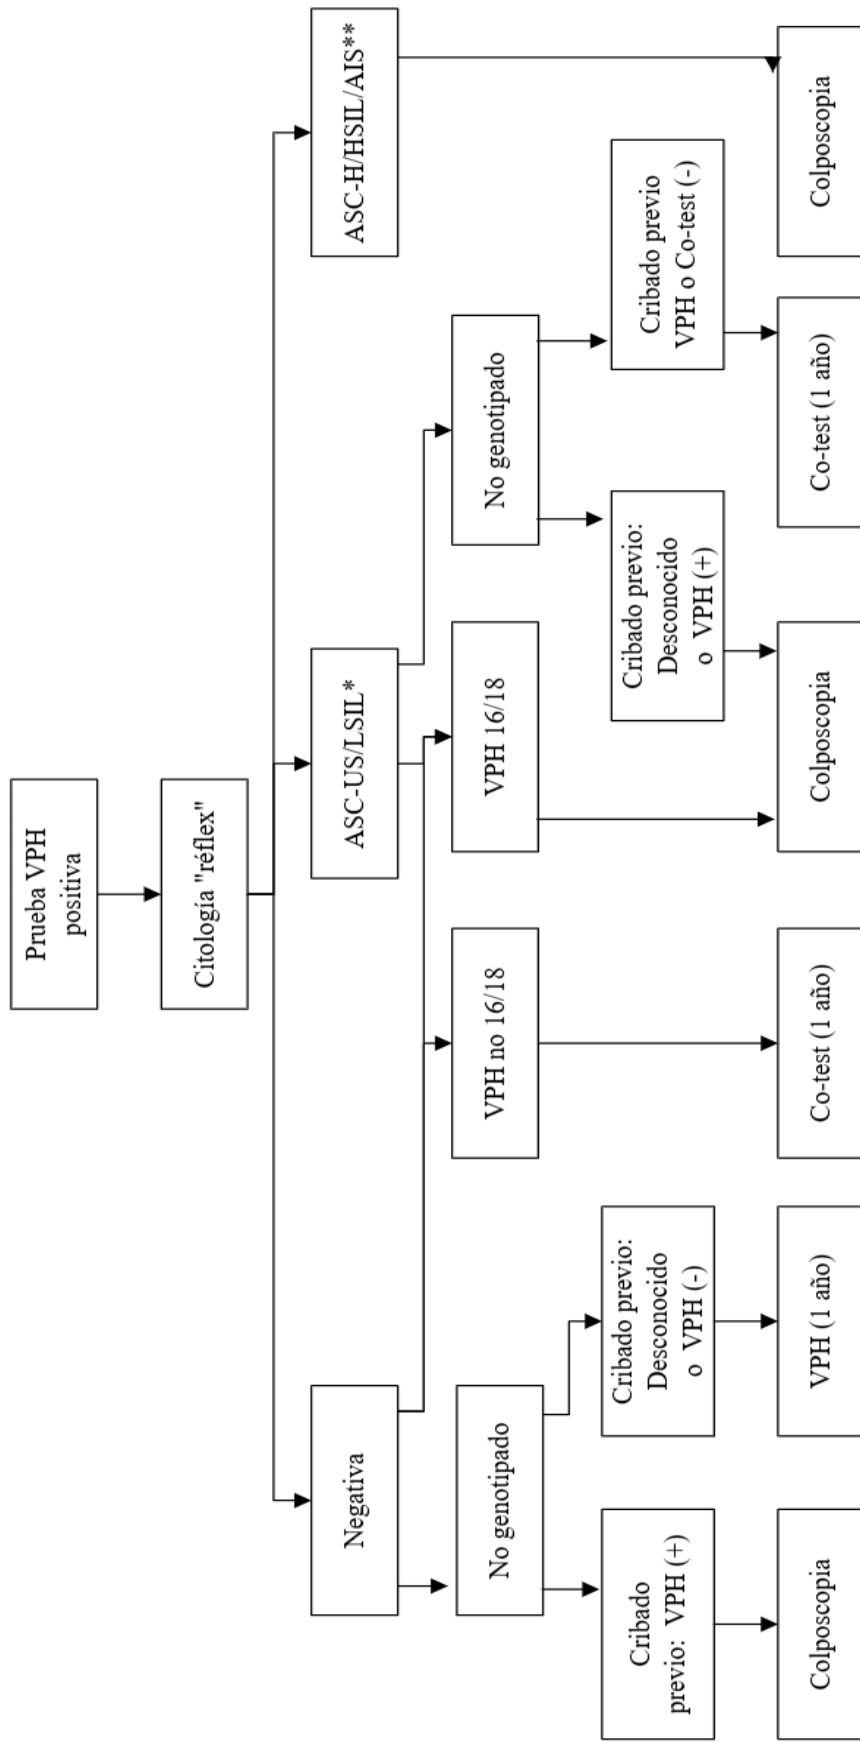 Prueba VPH
positiva
Citología "réflex"
Negativa
ASC-US/LSIL*
ASC-H/HSIL/AIS**
No genotipado
VPH no 16/18
VPH 16/18
No genotipado
Cribado
previo: VPH (+)
Cribado previo:
Desconocido
o VPH (-)
Cribado previo:
Desconocido
o VPH (+)
Cribado previo
VPH o Co-test (-)
Colposcopia
VPH (1 año)
Co-test (1 año)
Colposcopia
Co-test (1 año)
Colposcopia